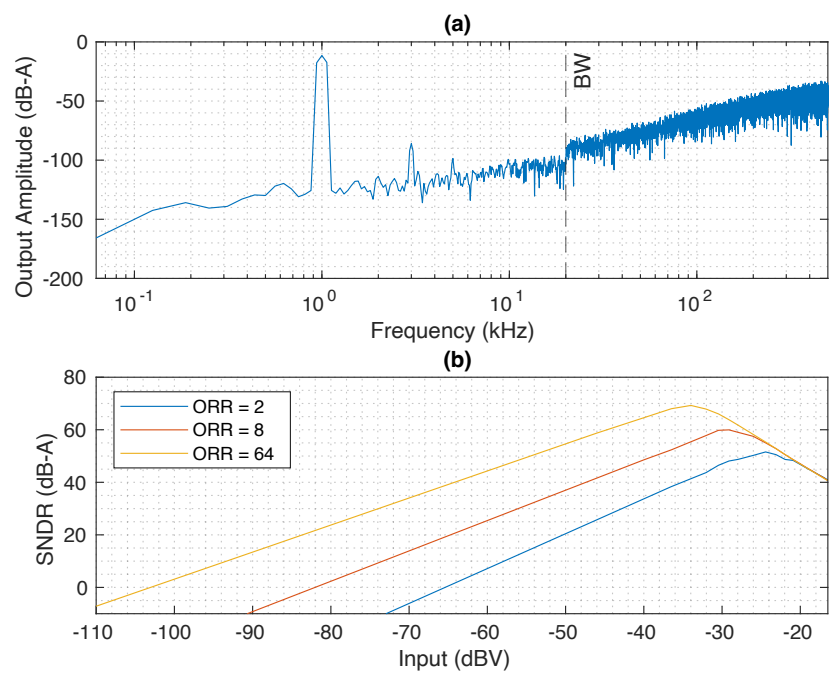 (a)
0
-50
-100
-150
-200
Output Amplitude (dB-A)
BW
10^-1
10^0
10^1
10^2
Frequency (kHz)
(b)
80
60
40
20
0
SNDR (dB-A)
ORR = 2
ORR = 8
ORR = 64
-110
-100
-90
-80
-70
-60
-50
-40
-30
-20
Input (dBV)